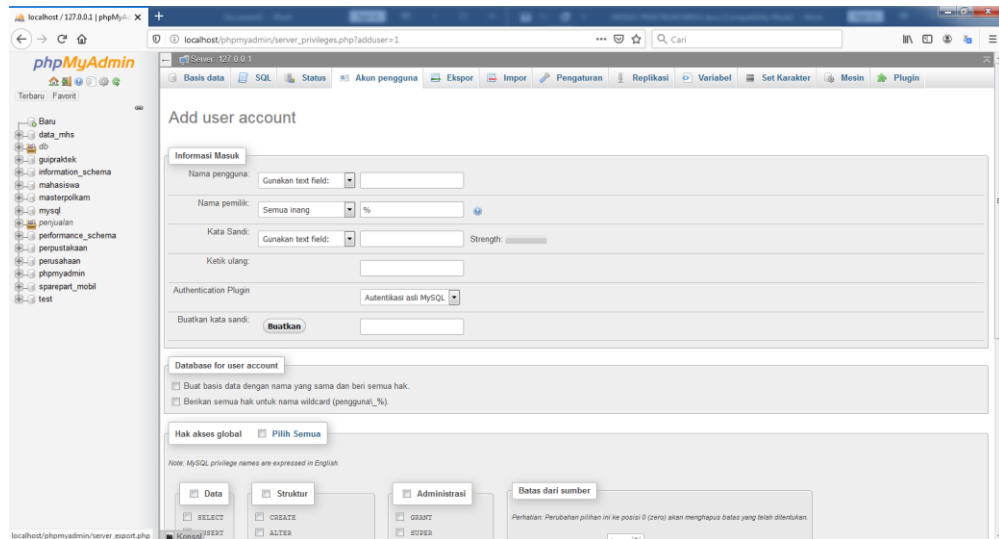 localhost / 127.0.0.1 | phpMyAd
localhost/phpmyadmin/server_privileges.php?adduser=1
Cari
phpMyAdmin
Terbaru Favorit
Baru
data_mhs
db
guipraktek
information_schema
mahasiswa
masterpolkam
mysql
penjualan
performance_schema
perpustakaan
perusahaan
phpmyadmin
sparepart_mobil
test
Server: 127.0.0.1
Basis data SQL Status Akun pengguna Ekspor Impor Pengaturan Replikasi Variabel Set Karakter Mesin Plugin
Add user account
Informasi Masuk
Nama pengguna: Gunakan text field:
Nama pemilik: Semua inang %
Kata Sandi: Gunakan text field: Strength:
Ketik ulang:
Authentication Plugin Autentikasi asli MySQL
Buatkan kata sandi: Buatkan
Database for user account
Buat basis data dengan nama yang sama dan beri semua hak.
Berikan semua hak untuk nama wildcard (pengguna\_%).
Hak akses global Pilih Semua
Note: MySQL privilege names are expressed in English.
Data Struktur Administrasi Batas dari sumber
SELECT CREATE GRANT
Perhatian: Perubahan pilihan ini ke posisi 0 (zero) akan menghapus batas yang telah ditentukan.
ALTER SUPER
Konsol
localhost/phpmyadmin/server_export.php